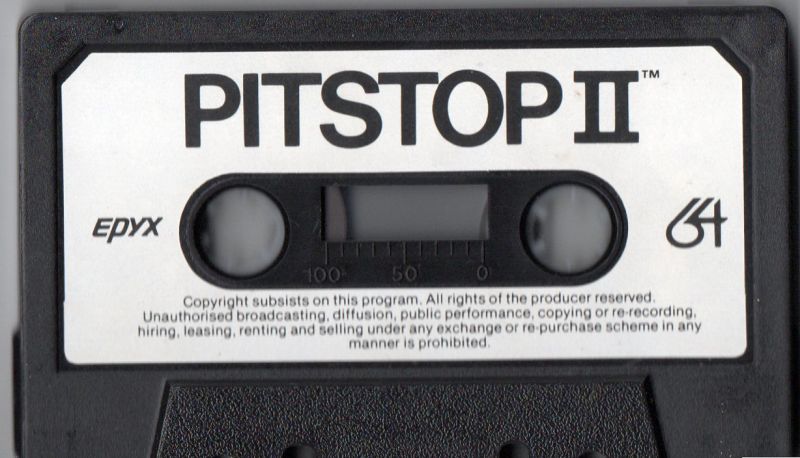 PITSTOP II™
EPYX
64
100 50 0
Copyright subsists on this program. All rights of the producer reserved.
Unauthorised broadcasting, diffusion, public performance, copying or re-recording,
hiring, leasing, renting and selling under any exchange or re-purchase scheme in any
manner is prohibited.